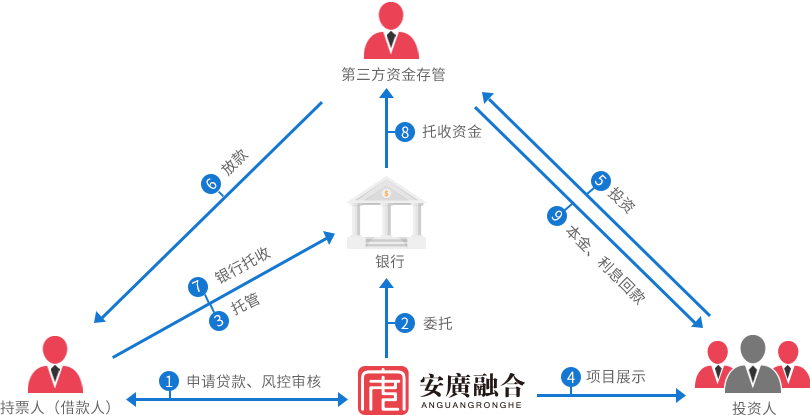 第三方资金存管
8 托收资金
6 放款
5 投资
9 本金、利息回款
$
银行
7 银行托收
3 托管
2 委托
1 申请贷款、风控审核
4 项目展示
安廣融合
ANGUANGRONGHE
持票人（借款人）
投资人